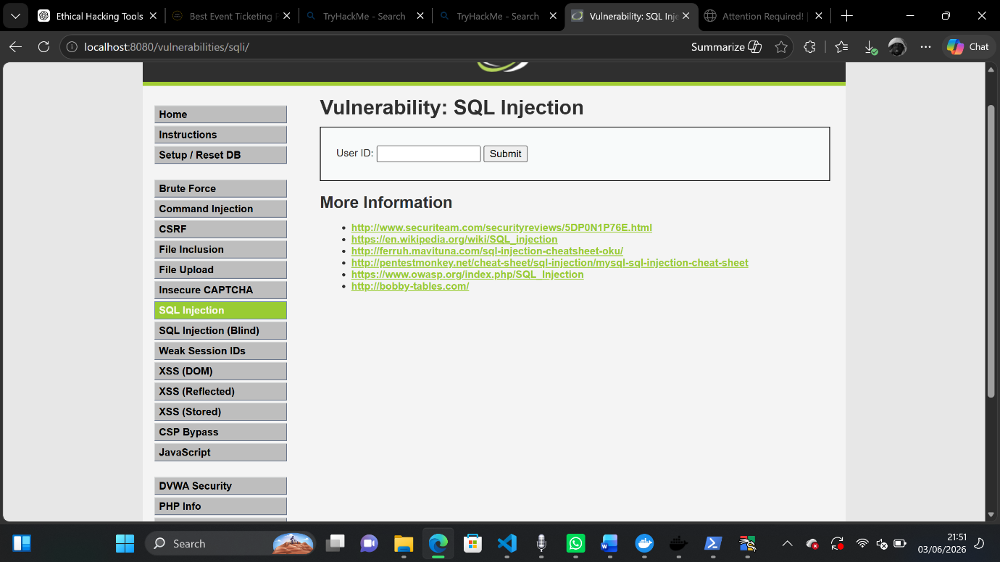 Ethical Hacking Tools
Best Event Ticketing P
TryHackMe - Search
TryHackMe - Search
Vulnerability: SQL Inje
Attention Required! |
localhost:8080/vulnerabilities/sqli/
Summarize
Chat
Home
Instructions
Setup / Reset DB
Brute Force
Command Injection
CSRF
File Inclusion
File Upload
Insecure CAPTCHA
SQL Injection
SQL Injection (Blind)
Weak Session IDs
XSS (DOM)
XSS (Reflected)
XSS (Stored)
CSP Bypass
JavaScript
DVWA Security
PHP Info
Vulnerability: SQL Injection
User ID:
Submit
More Information
http://www.securiteam.com/securityreviews/5DP0N1P76E.html
https://en.wikipedia.org/wiki/SQL_injection
http://ferruh.mavituna.com/sql-injection-cheatsheet-oku/
http://pentestmonkey.net/cheat-sheet/sql-injection/mysql-sql-injection-cheat-sheet
https://www.owasp.org/index.php/SQL_Injection
http://bobby-tables.com/
Search
21:51
03/06/2026